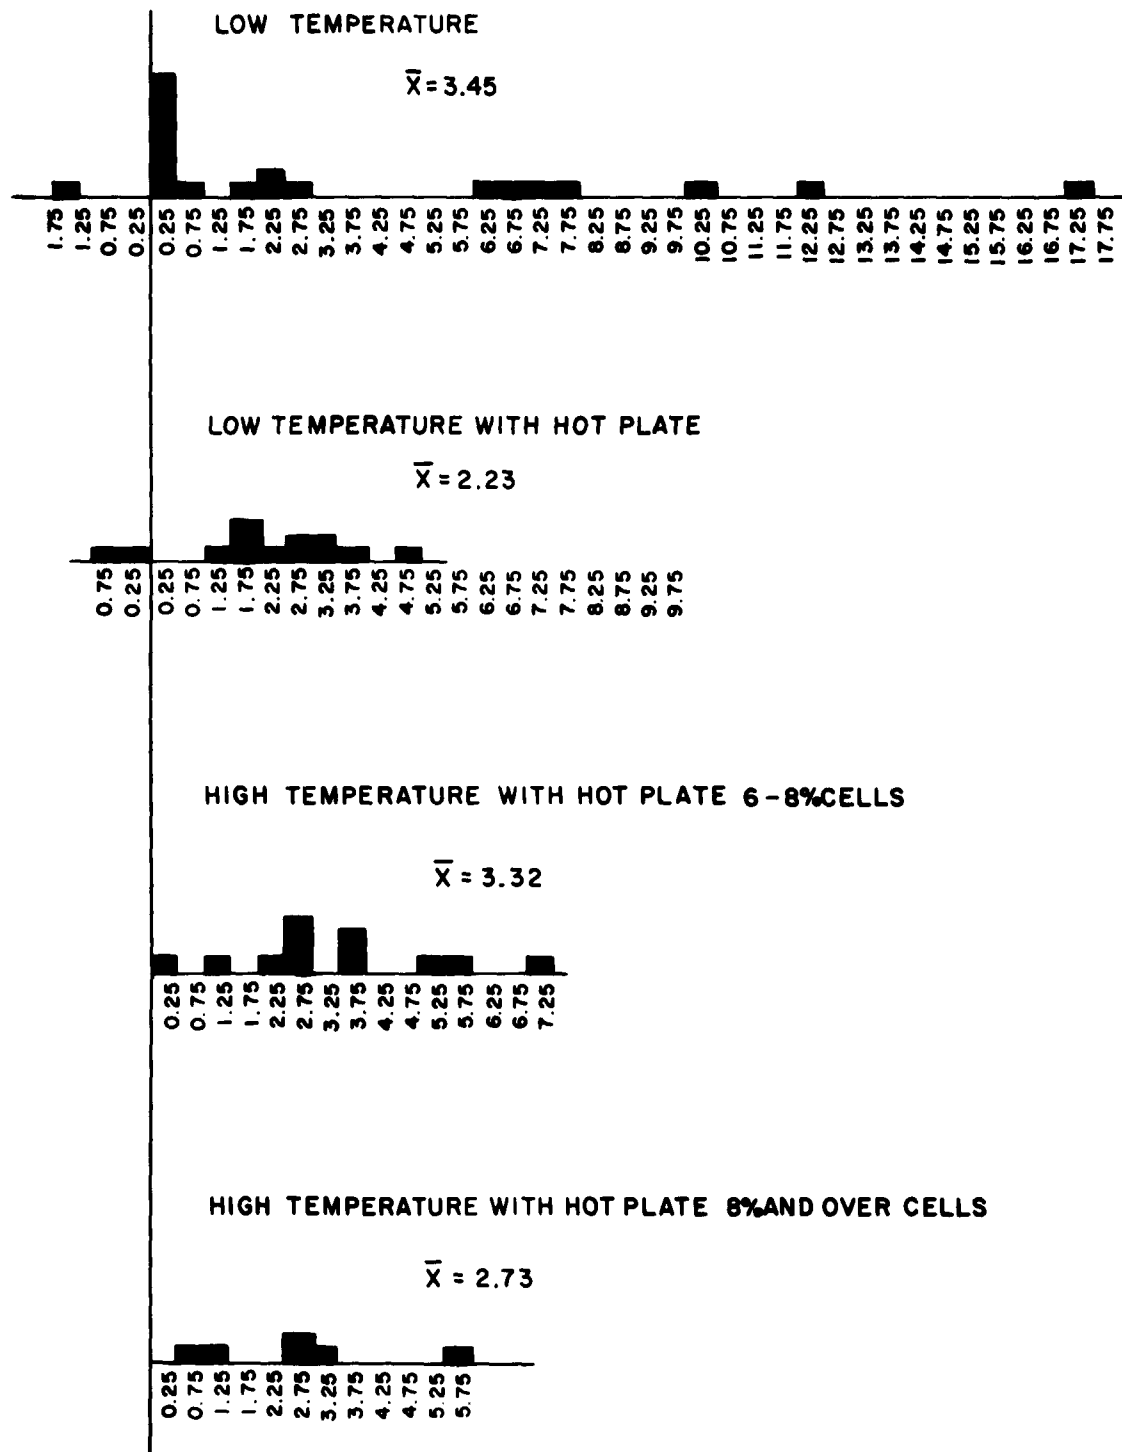 LOW TEMPERATURE
X̄ = 3.45
1.75 1.25 0.75 0.25 0.25 0.75 1.25 1.75 2.25 2.75 3.25 3.75 4.25 4.75 5.25 5.75 6.25 6.75 7.25 7.75 8.25 8.75 9.25 9.75 10.25 10.75 11.25 11.75 12.25 12.75 13.25 13.75 14.25 14.75 15.25 15.75 16.25 16.75 17.25 17.75
LOW TEMPERATURE WITH HOT PLATE
X̄ = 2.23
0.75 0.25 0.25 0.75 1.25 1.75 2.25 2.75 3.25 3.75 4.25 4.75 5.25 5.75 6.25 6.75 7.25 7.75 8.25 8.75 9.25 9.75
HIGH TEMPERATURE WITH HOT PLATE 6-8% CELLS
X̄ = 3.32
0.25 0.75 1.25 1.75 2.25 2.75 3.25 3.75 4.25 4.75 5.25 5.75 6.25 6.75 7.25
HIGH TEMPERATURE WITH HOT PLATE 8% AND OVER CELLS
X̄ = 2.73
0.25 0.75 1.25 1.75 2.25 2.75 3.25 3.75 4.25 4.75 5.25 5.75